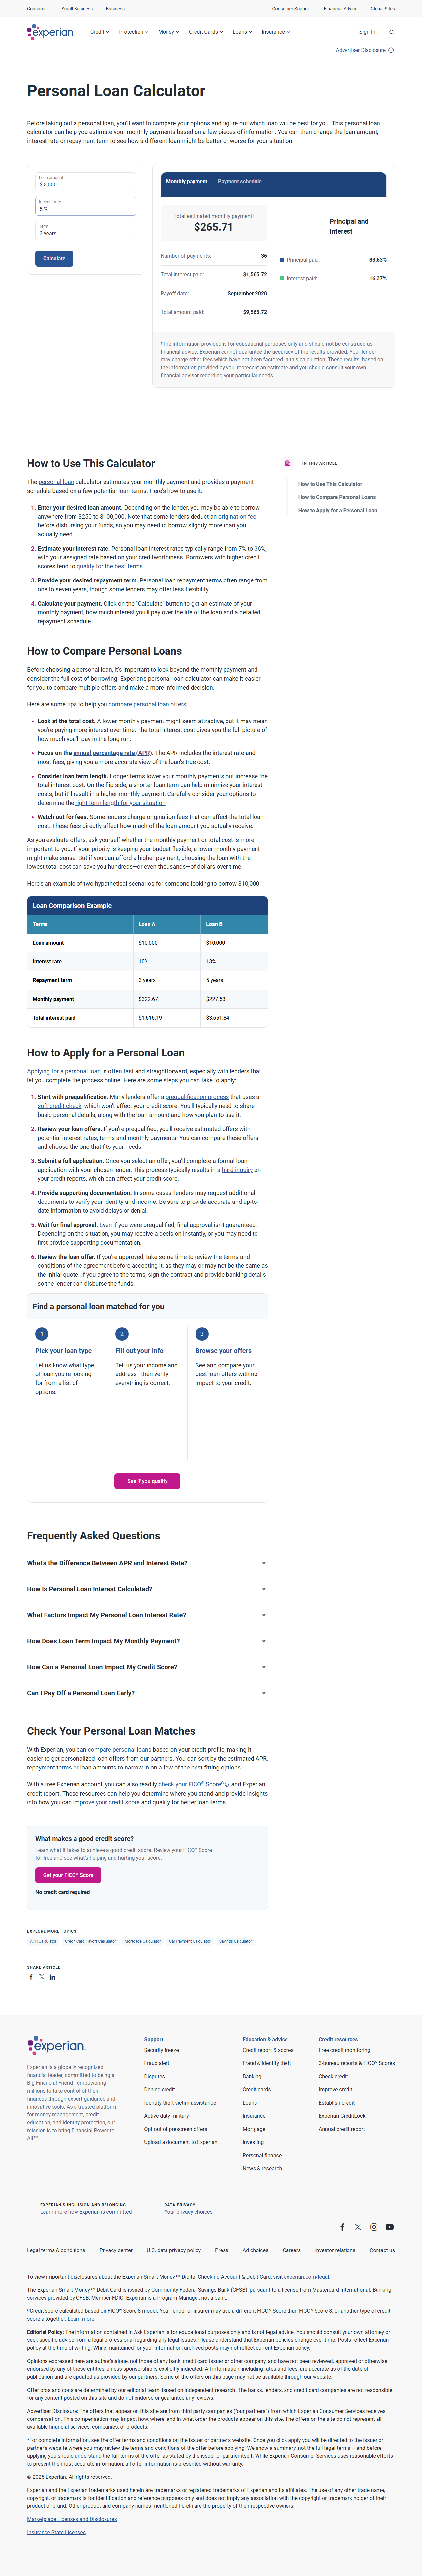 Consumer Small Business Business Consumer Support Financial Advice Global Sites
experian. Credit Protection Money Credit Cards Loans Insurance Sign In
Advertiser Disclosure
Personal Loan Calculator
Before taking out a personal loan, you'll want to compare your options and figure out which loan will be best for you. This personal loan
calculator can help you estimate your monthly payments based on a few pieces of information. You can then change the loan amount,
interest rate or repayment term to see how a different loan might be better or worse for your situation.
Loan amount
$ 8,000
Interest rate
5 %
Term
3 years
Calculate
Monthly payment Payment schedule
Total estimated monthly payment¹
$265.71
Number of payments: 36
Total interest paid: $1,565.72
Payoff date: September 2028
Total amount paid: $9,565.72
Principal and
interest
Principal paid: 83.63%
Interest paid: 16.37%
¹The information provided is for educational purposes only and should not be construed as
financial advice. Experian cannot guarantee the accuracy of the results provided. Your lender
may charge other fees which have not been factored in this calculation. These results, based on
the information provided by you, represent an estimate and you should consult your own
financial advisor regarding your particular needs.
How to Use This Calculator
The personal loan calculator estimates your monthly payment and provides a payment
schedule based on a few potential loan terms. Here's how to use it:
1. Enter your desired loan amount. Depending on the lender, you may be able to borrow
somewhere from $250 to $100,000. Note that some lenders deduct an origination fee
before disbursing your funds, so you may need to borrow slightly more than you
actually need.
2. Estimate your interest rate. Personal loan interest rates typically range from 7% to 36%,
with your assigned rate based on your creditworthiness. Borrowers with higher credit
scores tend to qualify for the best terms.
3. Provide your desired repayment term. Personal loan repayment terms often range from
one to seven years, though some lenders may offer less flexibility.
4. Calculate your payment. Click on the "Calculate" button to get an estimate of your
monthly payment, how much interest you'll pay over the life of the loan and a detailed
repayment schedule.
IN THIS ARTICLE
How to Use This Calculator
How to Compare Personal Loans
How to Apply for a Personal Loan
How to Compare Personal Loans
Before choosing a personal loan, it's important to look beyond the monthly payment and
consider the full cost of borrowing. Experian's personal loan calculator can make it easier
for you to compare multiple offers and make a more informed decision.
Here are some tips to help you compare personal loan offers:
Look at the total cost. A lower monthly payment might seem attractive, but it may mean
you're paying more interest over time. The total interest cost gives you the full picture of
how much you'll pay in the long run.
Focus on the annual percentage rate (APR). The APR includes the interest rate and
most fees, giving you a more accurate view of the loan's true cost.
Consider loan term length. Longer terms lower your monthly payments but increase the
total interest cost. On the flip side, a shorter loan term can help minimize your interest
costs, but it'll result in a higher monthly payment. Carefully consider your options to
determine the right term length for your situation.
Watch out for fees. Some lenders charge origination fees that can affect the total loan
cost. These fees directly affect how much of the loan amount you actually receive.
As you evaluate offers, ask yourself whether the monthly payment or total cost is more
important to you. If your priority is keeping your budget flexible, a lower monthly payment
might make sense. But if you can afford a higher payment, choosing the loan with the
lowest total cost can save you hundreds—or even thousands—of dollars over time.
Here's an example of two hypothetical scenarios for someone looking to borrow $10,000:
Loan Comparison Example
Terms Loan A Loan B
Loan amount $10,000 $10,000
Interest rate 10% 13%
Repayment term 3 years 5 years
Monthly payment $322.67 $227.53
Total interest paid $1,616.19 $3,651.84
How to Apply for a Personal Loan
Applying for a personal loan is often fast and straightforward, especially with lenders that
let you complete the process online. Here are some steps you can take to apply:
1. Start with prequalification. Many lenders offer a prequalification process that uses a
soft credit check, which won't affect your credit score. You'll typically need to share
basic personal details, along with the loan amount and how you plan to use it.
2. Review your loan offers. If you're prequalified, you'll receive estimated offers with
potential interest rates, terms and monthly payments. You can compare these offers
and choose the one that fits your needs.
3. Submit a full application. Once you select an offer, you'll complete a formal loan
application with your chosen lender. This process typically results in a hard inquiry on
your credit reports, which can affect your credit score.
4. Provide supporting documentation. In some cases, lenders may request additional
documents to verify your identity and income. Be sure to provide accurate and up-to-
date information to avoid delays or denial.
5. Wait for final approval. Even if you were prequalified, final approval isn't guaranteed.
Depending on the situation, you may receive a decision instantly, or you may need to
first provide supporting documentation.
6. Review the loan offer. If you're approved, take some time to review the terms and
conditions of the agreement before accepting it, as they may or may not be the same as
the initial quote. If you agree to the terms, sign the contract and provide banking details
so the lender can disburse the funds.
Find a personal loan matched for you
1
Pick your loan type
Let us know what type
of loan you're looking
for from a list of
options.
2
Fill out your info
Tell us your income and
address—then verify
everything is correct.
3
Browse your offers
See and compare your
best loan offers with no
impact to your credit.
See if you qualify
Frequently Asked Questions
What's the Difference Between APR and Interest Rate?
How Is Personal Loan Interest Calculated?
What Factors Impact My Personal Loan Interest Rate?
How Does Loan Term Impact My Monthly Payment?
How Can a Personal Loan Impact My Credit Score?
Can I Pay Off a Personal Loan Early?
Check Your Personal Loan Matches
With Experian, you can compare personal loans based on your credit profile, making it
easier to get personalized loan offers from our partners. You can sort by the estimated APR,
repayment terms or loan amounts to narrow in on a few of the best-fitting options.
With a free Experian account, you can also readily check your FICO® Score and Experian
credit report. These resources can help you determine where you stand and provide insights
into how you can improve your credit score and qualify for better loan terms.
What makes a good credit score?
Learn what it takes to achieve a good credit score. Review your FICO® Score
for free and see what's helping and hurting your score.
Get your FICO® Score
No credit card required
EXPLORE MORE TOPICS
APR Calculator Credit Card Payoff Calculator Mortgage Calculator Car Payment Calculator Savings Calculator
SHARE ARTICLE
experian.
Experian is a globally recognized
financial leader, committed to being a
Big Financial Friend—empowering
millions to take control of their
finances through expert guidance and
innovative tools. As a trusted platform
for money management, credit
education, and identity protection, our
mission is to bring Financial Power to
All™.
Support
Security freeze
Fraud alert
Disputes
Denied credit
Identity theft victim assistance
Active duty military
Opt out of prescreen offers
Upload a document to Experian
Education & advice
Credit report & scores
Fraud & identity theft
Banking
Credit cards
Loans
Insurance
Mortgage
Investing
Personal finance
News & research
Credit resources
Free credit monitoring
3-bureau reports & FICO® Scores
Check credit
Improve credit
Establish credit
Experian CreditLock
Annual credit report
EXPERIAN'S INCLUSION AND BELONGING
Learn more how Experian is committed
DATA PRIVACY
Your privacy choices
Legal terms & conditions Privacy center U.S. data privacy policy Press Ad choices Careers Investor relations Contact us
To view important disclosures about the Experian Smart Money™ Digital Checking Account & Debit Card, visit experian.com/legal.
The Experian Smart Money™ Debit Card is issued by Community Federal Savings Bank (CFSB), pursuant to a license from Mastercard International. Banking
services provided by CFSB, Member FDIC. Experian is a Program Manager, not a bank.
Credit score calculated based on FICO® Score 8 model. Your lender or insurer may use a different FICO® Score than FICO® Score 8, or another type of credit
score altogether. Learn more.
Editorial Policy: The information contained in Ask Experian is for educational purposes only and is not legal advice. You should consult your own attorney or
seek specific advice from a legal professional regarding any legal issues. Please understand that Experian policies change over time. Posts reflect Experian
policy at the time of writing. While maintained for your information, archived posts may not reflect current Experian policy.
Opinions expressed here are author's alone, not those of any bank, credit card issuer or other company, and have not been reviewed, approved or otherwise
endorsed by any of these entities, unless sponsorship is explicitly indicated. All information, including rates and fees, are accurate as of the date of
publication and are updated as provided by our partners. Some of the offers on this page may not be available through our website.
Offer pros and cons are determined by our editorial team, based on independent research. The banks, lenders, and credit card companies are not responsible
for any content posted on this site and do not endorse or guarantee any reviews.
Advertiser Disclosure: The offers that appear on this site are from third party companies ("our partners") from which Experian Consumer Services receives
compensation. This compensation may impact how, where, and in what order the products appear on this site. The offers on the site do not represent all
available financial services, companies, or products.
*For complete information, see the offer terms and conditions on the issuer or partner's website. Once you click apply you will be directed to the issuer or
partner's website where you may review the terms and conditions of the offer before applying. We show a summary, not the full legal terms – and before
applying you should understand the full terms of the offer as stated by the issuer or partner itself. While Experian Consumer Services uses reasonable efforts
to present the most accurate information, all offer information is presented without warranty.
© 2025 Experian. All rights reserved.
Experian and the Experian trademarks used herein are trademarks or registered trademarks of Experian and its affiliates. The use of any other trade name,
copyright, or trademark is for identification and reference purposes only and does not imply any association with the copyright or trademark holder of their
product or brand. Other product and company names mentioned herein are the property of their respective owners.
Marketplace Licenses and Disclosures
Insurance State Licenses